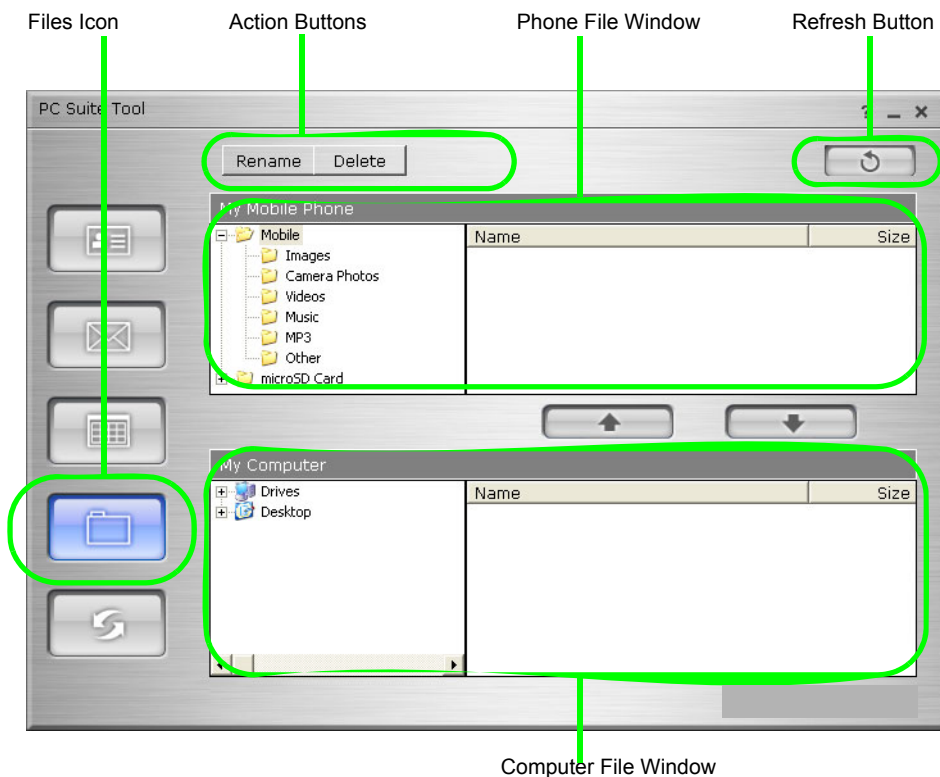 Files Icon Action Buttons Phone File Window Refresh Button
PC Suite Tool ? _ ×
Rename Delete
My Mobile Phone
Mobile Name Size
Images
Camera Photos
Videos
Music
MP3
Other
microSD Card
My Computer
Drives Name Size
Desktop
Computer File Window